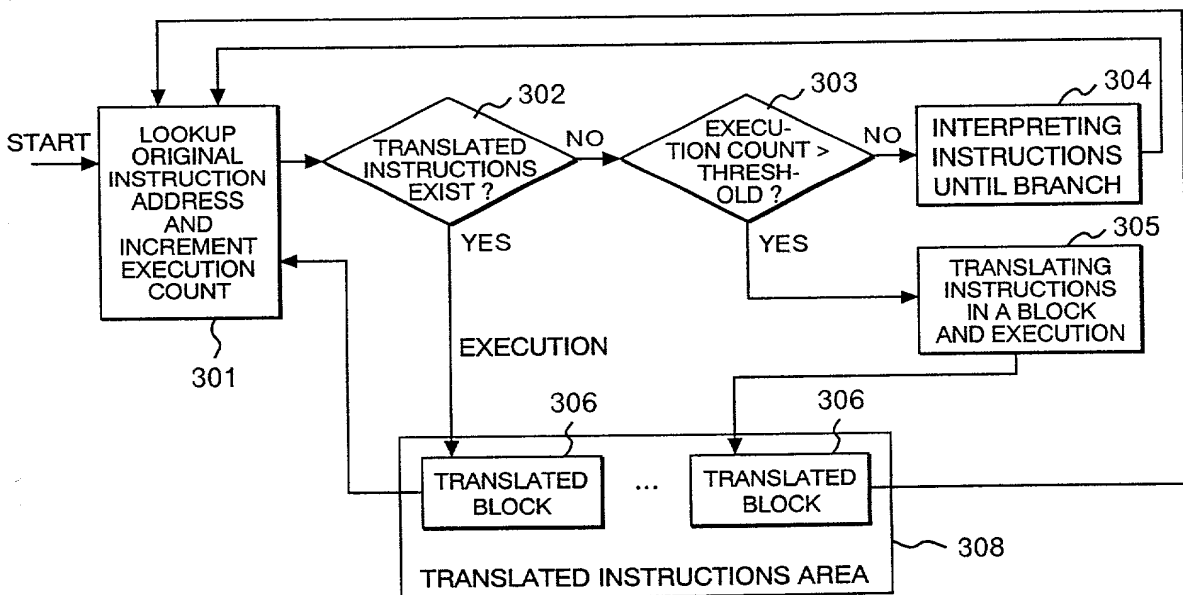 START
LOOKUP
ORIGINAL
INSTRUCTION
ADDRESS
AND
INCREMENT
EXECUTION
COUNT
301
302
TRANSLATED
INSTRUCTIONS
EXIST ?
NO
YES
303
EXECU-
TION COUNT >
THRESH-
OLD ?
NO
YES
304
INTERPRETING
INSTRUCTIONS
UNTIL BRANCH
305
TRANSLATING
INSTRUCTIONS
IN A BLOCK
AND EXECUTION
EXECUTION
306
TRANSLATED
BLOCK
...
306
TRANSLATED
BLOCK
308
TRANSLATED INSTRUCTIONS AREA